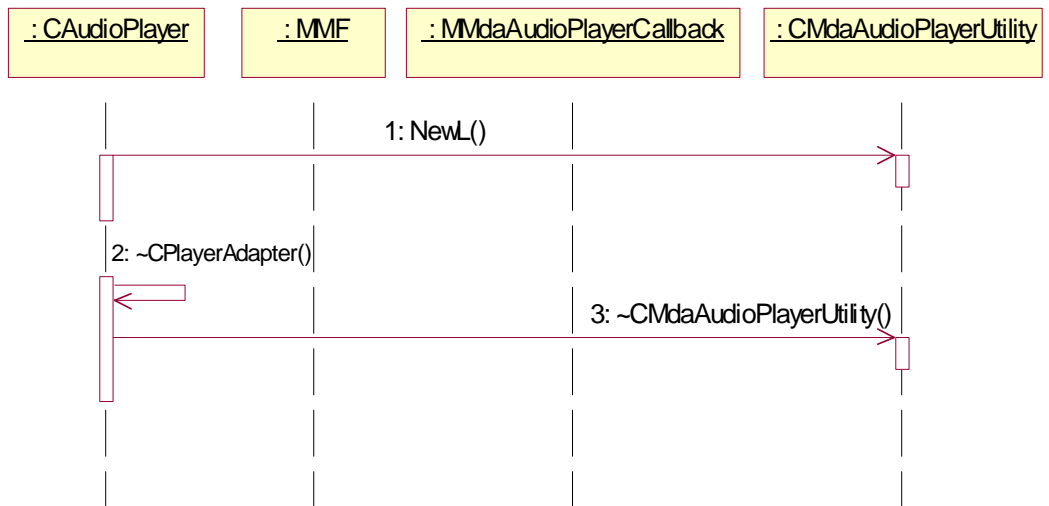 : CAudioPlayer
: MMF
: MMdaAudioPlayerCallback
: CMdaAudioPlayerUtility
1: NewL()
2: ~CPlayerAdapter()
3: ~CMdaAudioPlayerUtility()